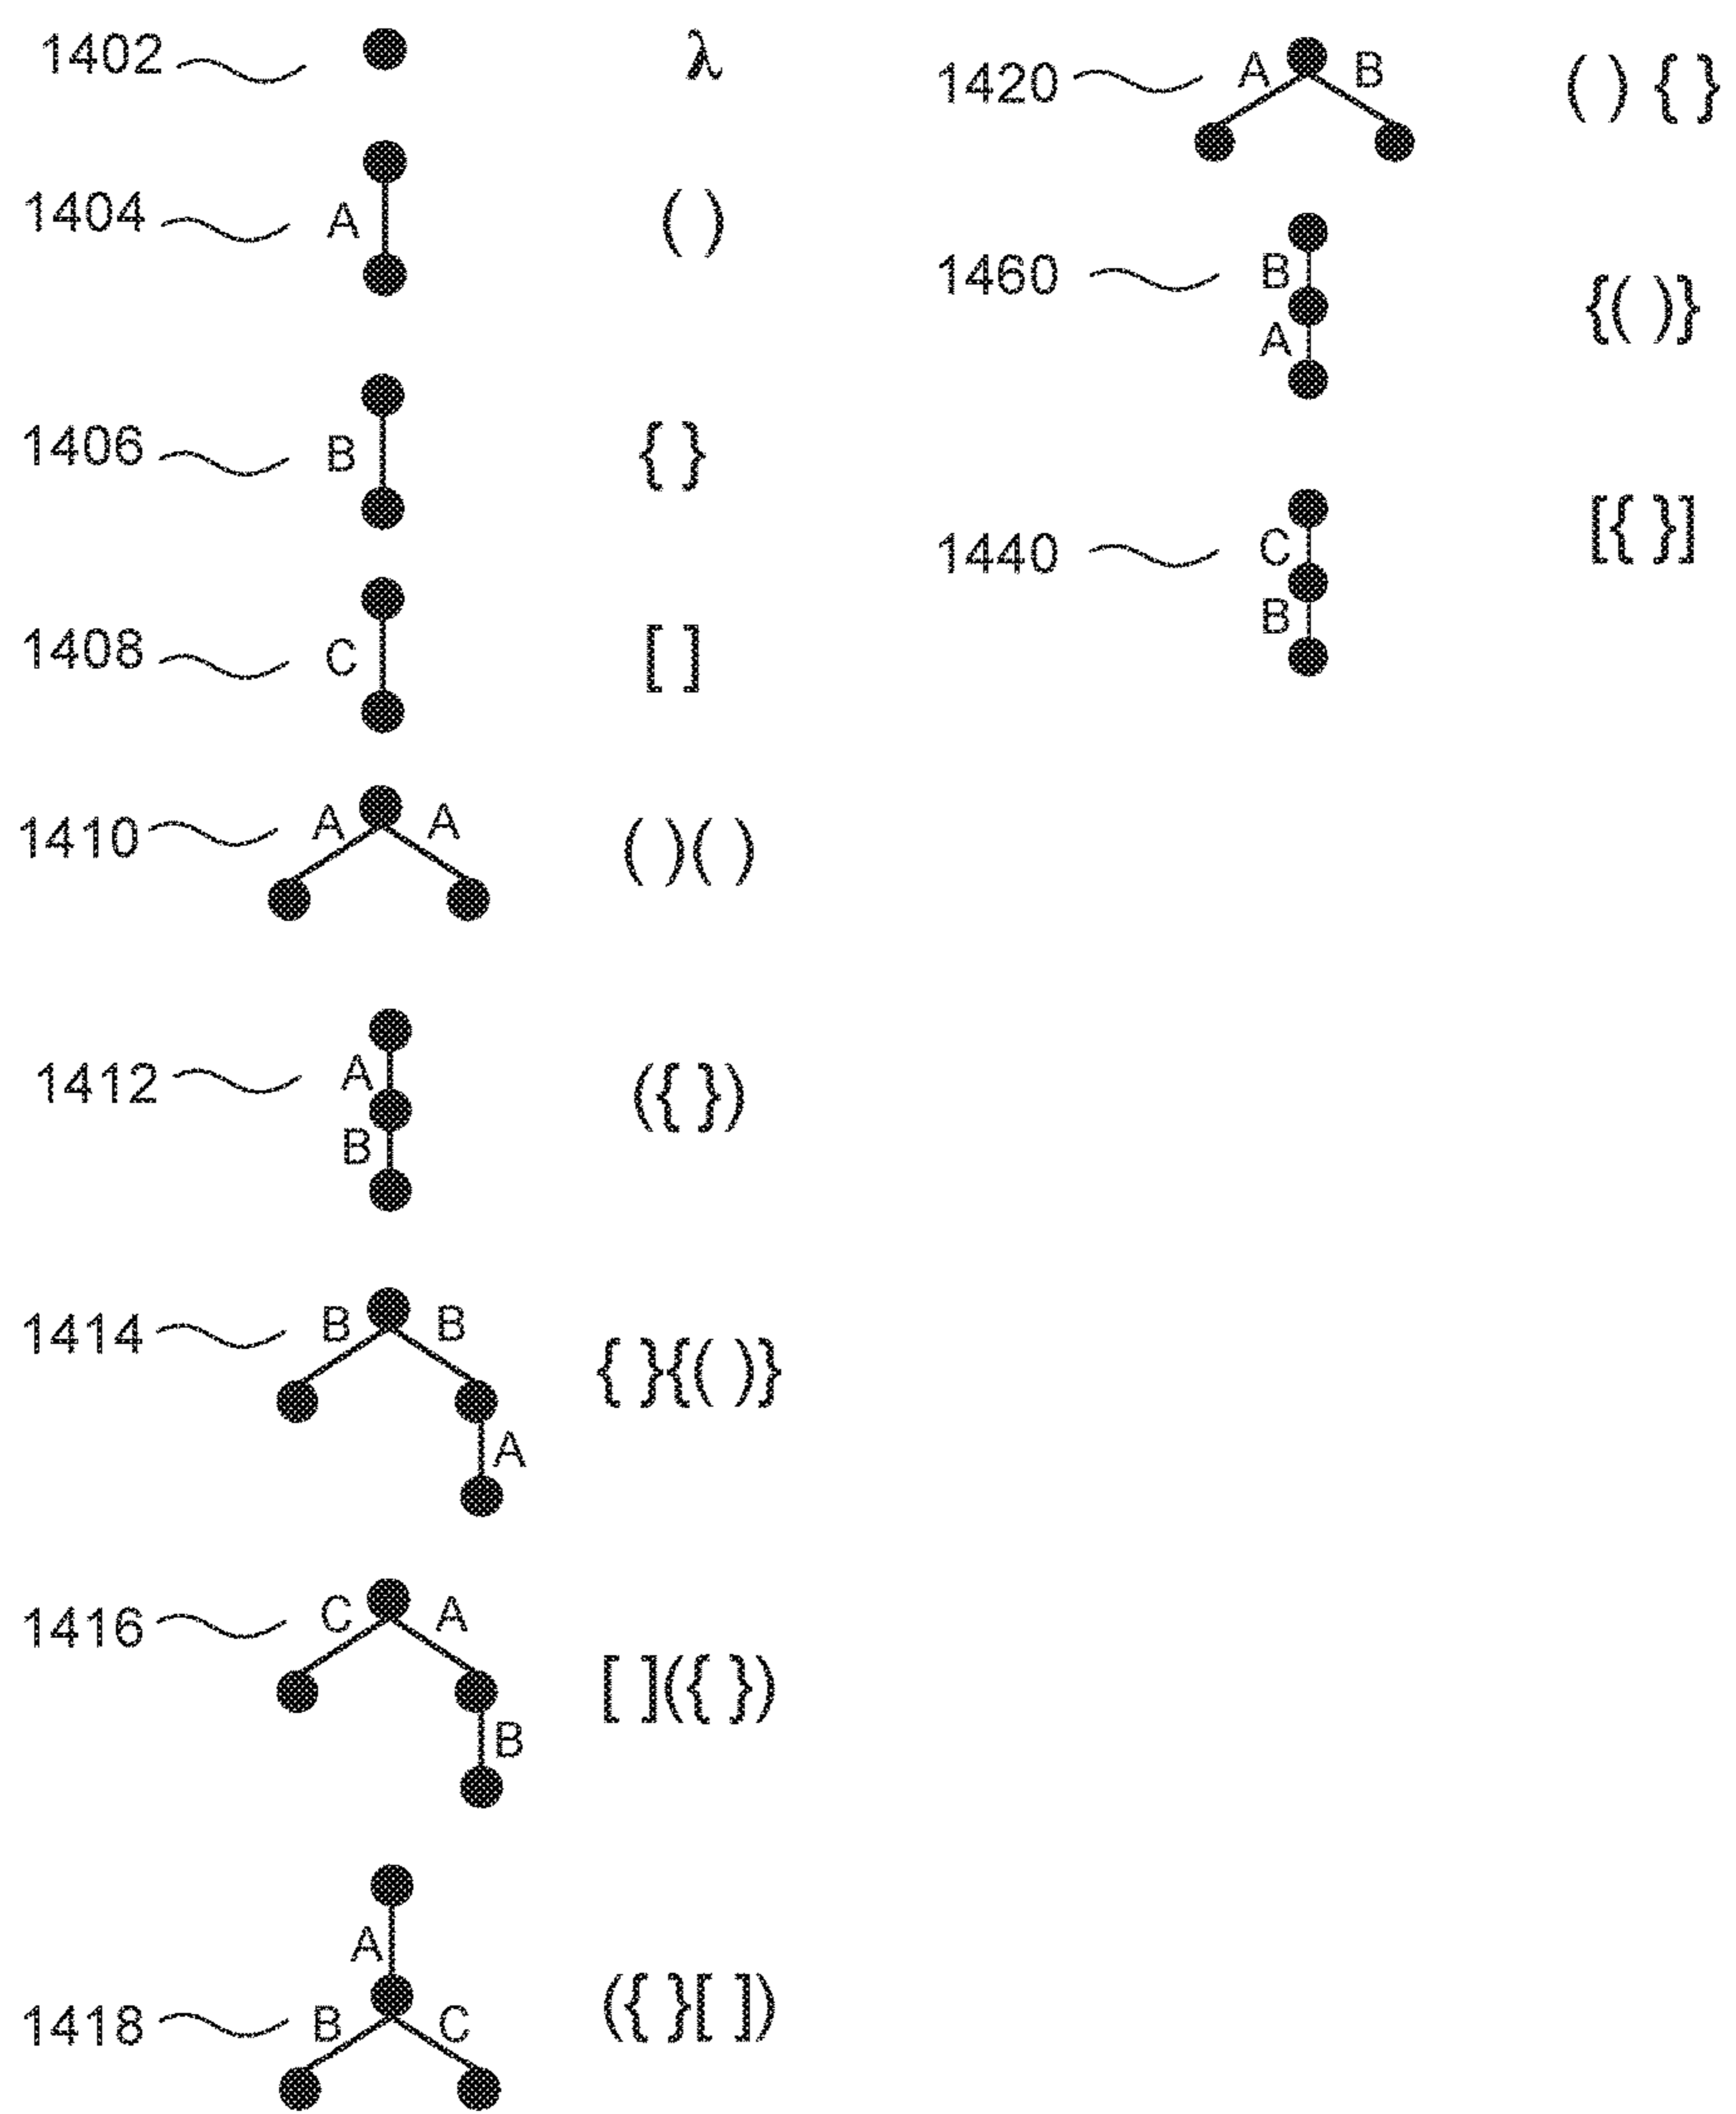 1402 λ
1404 A ( )
1406 B { }
1408 C [ ]
1410 A A ( )( )
1412 A B ({ })
1414 B B A { }{( )}
1416 C A B [ ]({ })
1418 A B C ({ }[ ])
1420 A B ( ) { }
1460 B A {( )}
1440 C B [{ }]